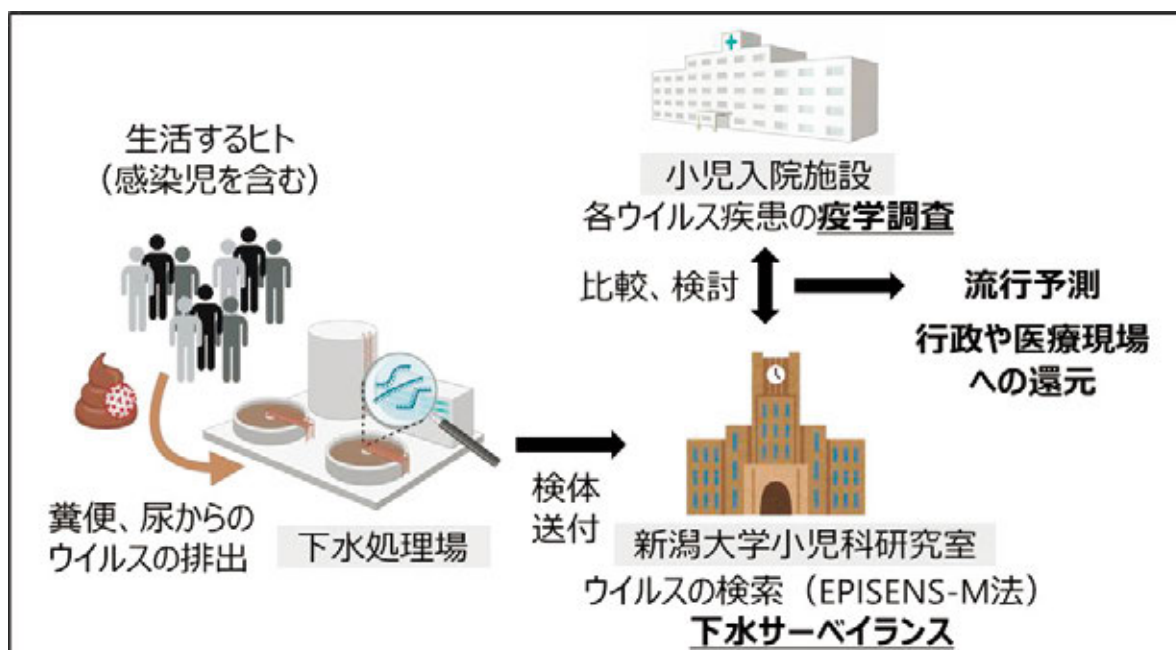 生活するヒト
(感染児を含む)
糞便、尿からの
ウイルスの排出
下水処理場
検体
送付
小児入院施設
各ウイルス疾患の疫学調査
比較、検討
流行予測
行政や医療現場
への還元
新潟大学小児科研究室
ウイルスの検索（EPISENS-M法）
下水サーベイランス